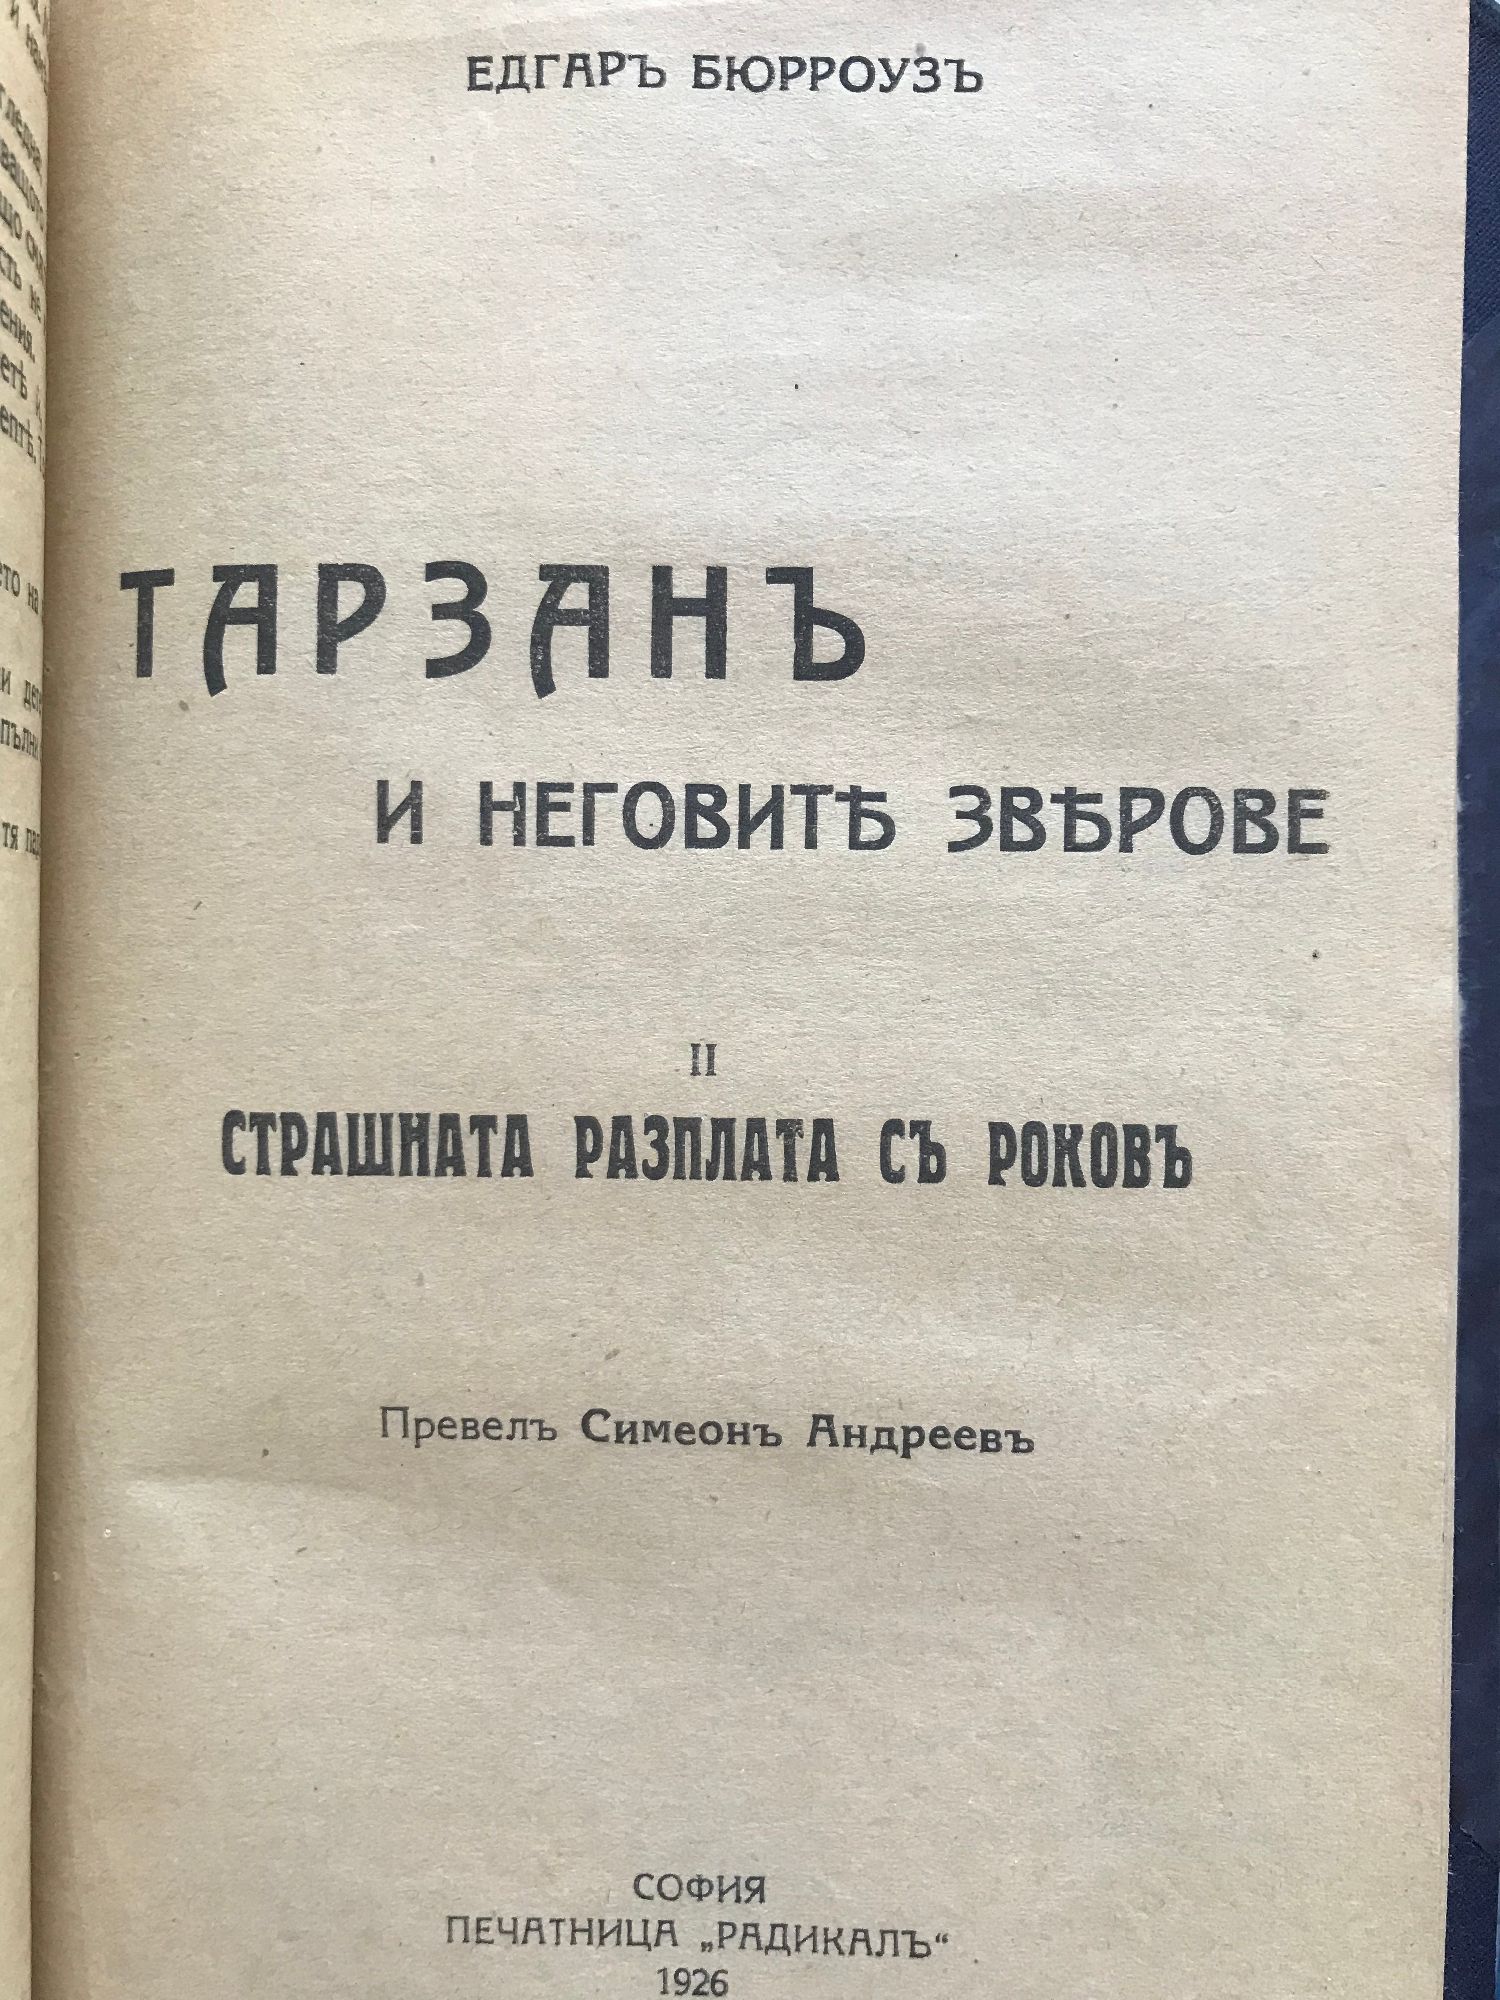 ЕДГАРЪ БЮРРОУЗЪ
ТАРЗАНЪ
И НЕГОВИТѢ ЗВѢРОВЕ
II
СТРАШНАТА РАЗПЛАТА СЪ РОКОВЪ
Превелъ Симеонъ Андреевъ
СОФИЯ
ПЕЧАТНИЦА „РАДИКАЛЪ“
1926